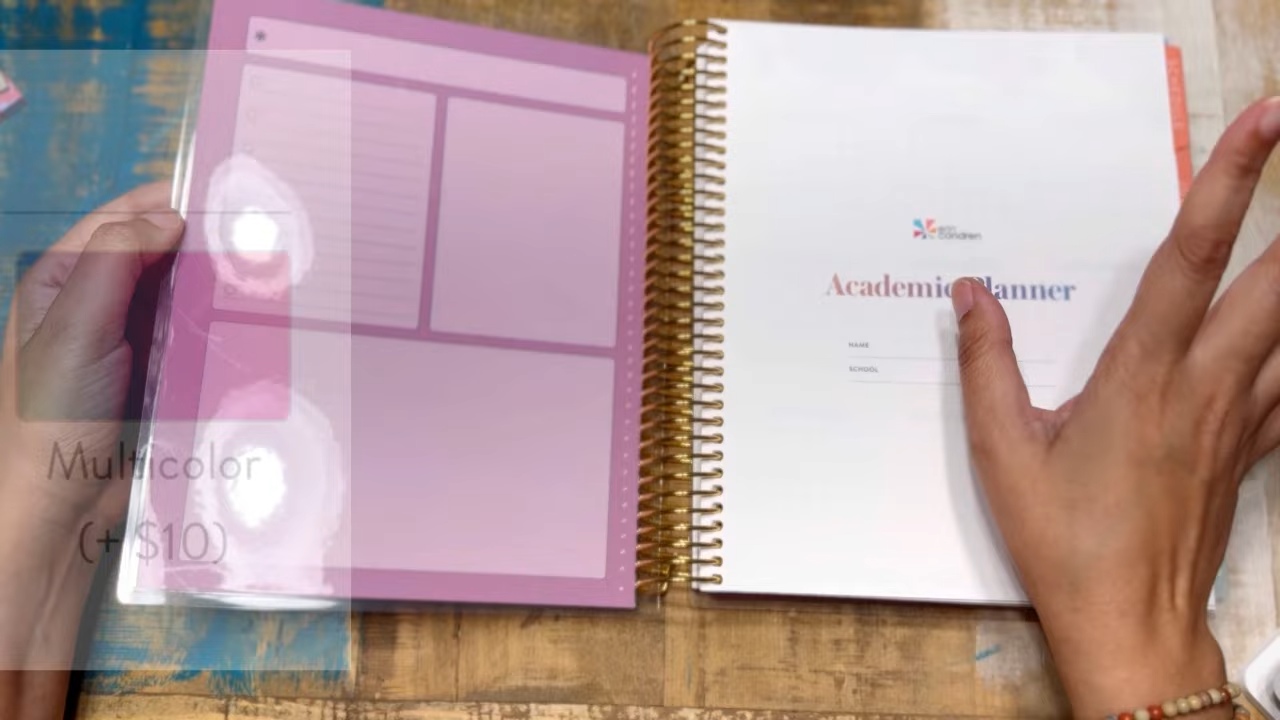 erin
condren
Academic Planner
NAME
SCHOOL
Multicolor
(+ $10)